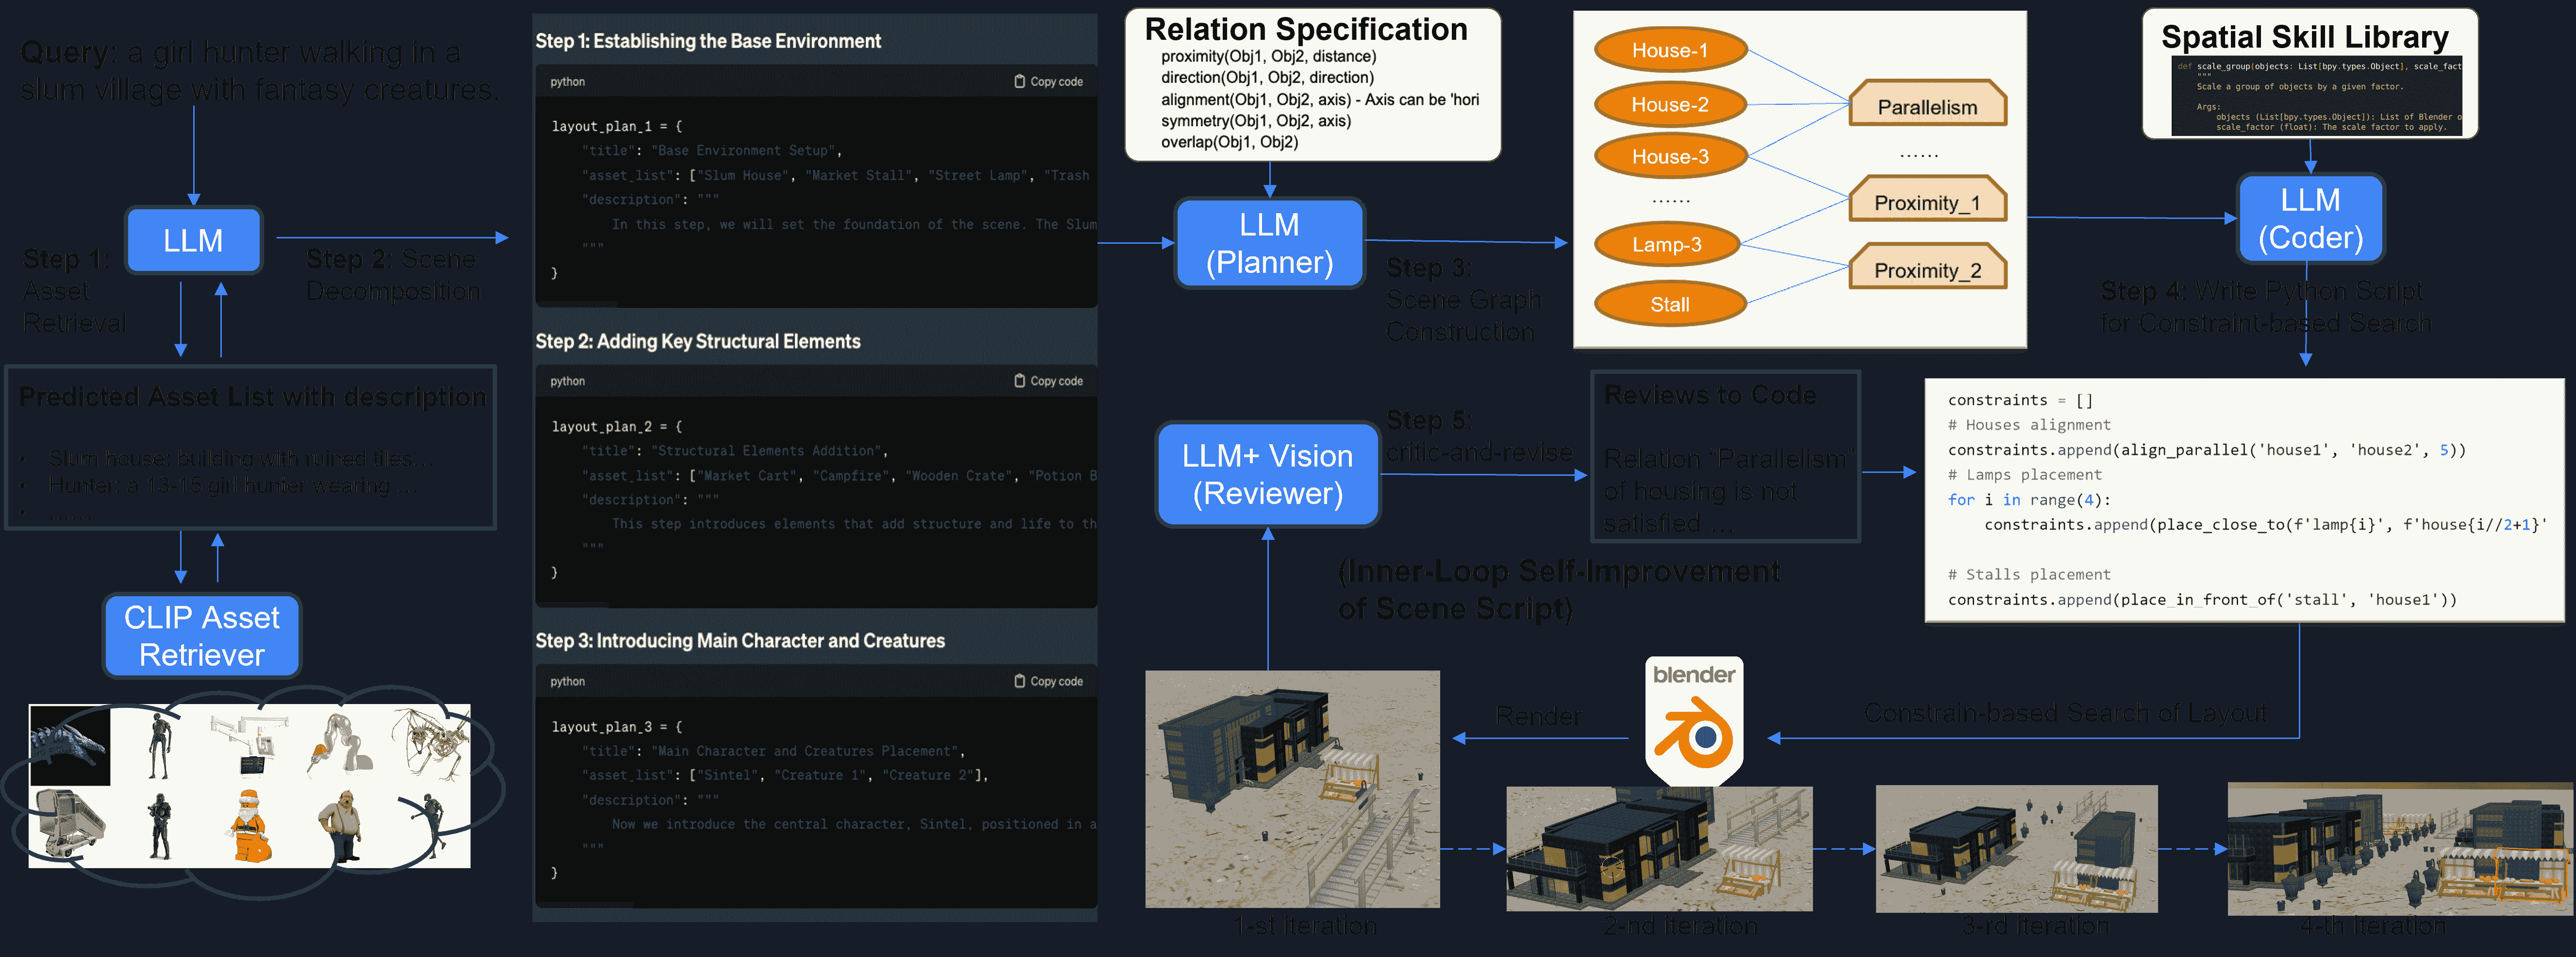 Query: a girl hunter walking in a
slum village with fantasy creatures.
LLM
Step 1:
Asset
Retrieval
Step 2: Scene
Decomposition
Predicted Asset List with description
• Slum house: building with ruined tiles...
• Hunter: a 13-15 girl hunter wearing ...
• ......
CLIP Asset
Retriever
Step 1: Establishing the Base Environment
python
Copy code
layout_plan_1 = {
"title": "Base Environment Setup",
"asset_list": ["Slum House", "Market Stall", "Street Lamp", "Trash
"description": """
In this step, we will set the foundation of the scene. The Slum
"""
}
Step 2: Adding Key Structural Elements
python
Copy code
layout_plan_2 = {
"title": "Structural Elements Addition",
"asset_list": ["Market Cart", "Campfire", "Wooden Crate", "Potion B
"description": """
This step introduces elements that add structure and life to th
"""
}
Step 3: Introducing Main Character and Creatures
python
Copy code
layout_plan_3 = {
"title": "Main Character and Creatures Placement",
"asset_list": ["Sintel", "Creature 1", "Creature 2"],
"description": """
Now we introduce the central character, Sintel, positioned in a
"""
}
Relation Specification
proximity(Obj1, Obj2, distance)
direction(Obj1, Obj2, direction)
alignment(Obj1, Obj2, axis) - Axis can be 'hori
symmetry(Obj1, Obj2, axis)
overlap(Obj1, Obj2)
LLM
(Planner)
Step 3:
Scene Graph
Construction
House-1
House-2
House-3
......
Lamp-3
Stall
Parallelism
......
Proximity_1
Proximity_2
Spatial Skill Library
def scale_group(objects: List[bpy.types.Object], scale_fact
"""
Scale a group of objects by a given factor.
Args:
objects (List[bpy.types.Object]): List of Blender o
scale_factor (float): The scale factor to apply.
LLM
(Coder)
Step 4: Write Python Script
for Constraint-based Search
LLM+ Vision
(Reviewer)
Step 5:
critic-and-revise
Reviews to Code
Relation "Parallelism"
of housing is not
satisfied ...
constraints = []
# Houses alignment
constraints.append(align_parallel('house1', 'house2', 5))
# Lamps placement
for i in range(4):
constraints.append(place_close_to(f'lamp{i}', f'house{i//2+1}'
# Stalls placement
constraints.append(place_in_front_of('stall', 'house1'))
(Inner-Loop Self-Improvement
of Scene Script)
blender
Render
Constrain-based Search of Layout
1-st iteration
2-nd iteration
3-rd iteration
4-th iteration